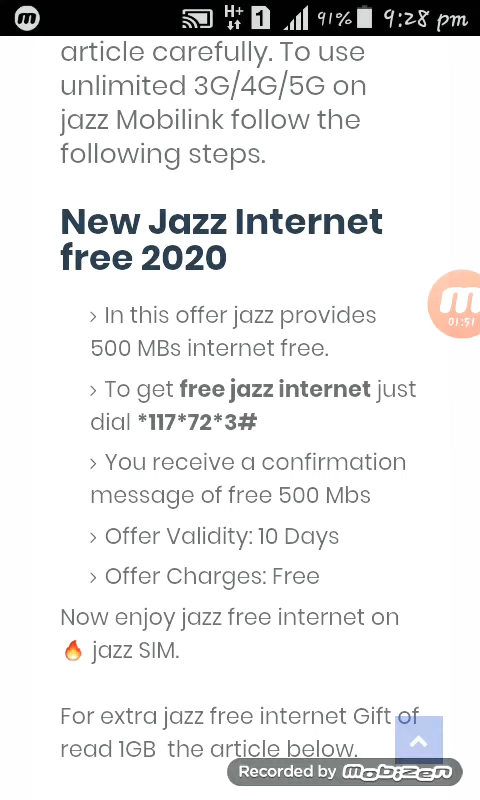 H+ 1 91% 9:28 pm
article carefully. To use
unlimited 3G/4G/5G on
jazz Mobilink follow the
following steps.
New Jazz Internet
free 2020
> In this offer jazz provides
500 MBs internet free.
> To get free jazz internet just
dial *117*72*3#
> You receive a confirmation
message of free 500 Mbs
> Offer Validity: 10 Days
> Offer Charges: Free
Now enjoy jazz free internet on
🔥 jazz SIM.
For extra jazz free internet Gift of
read 1GB the article below.
01:51
Recorded by Mobizen